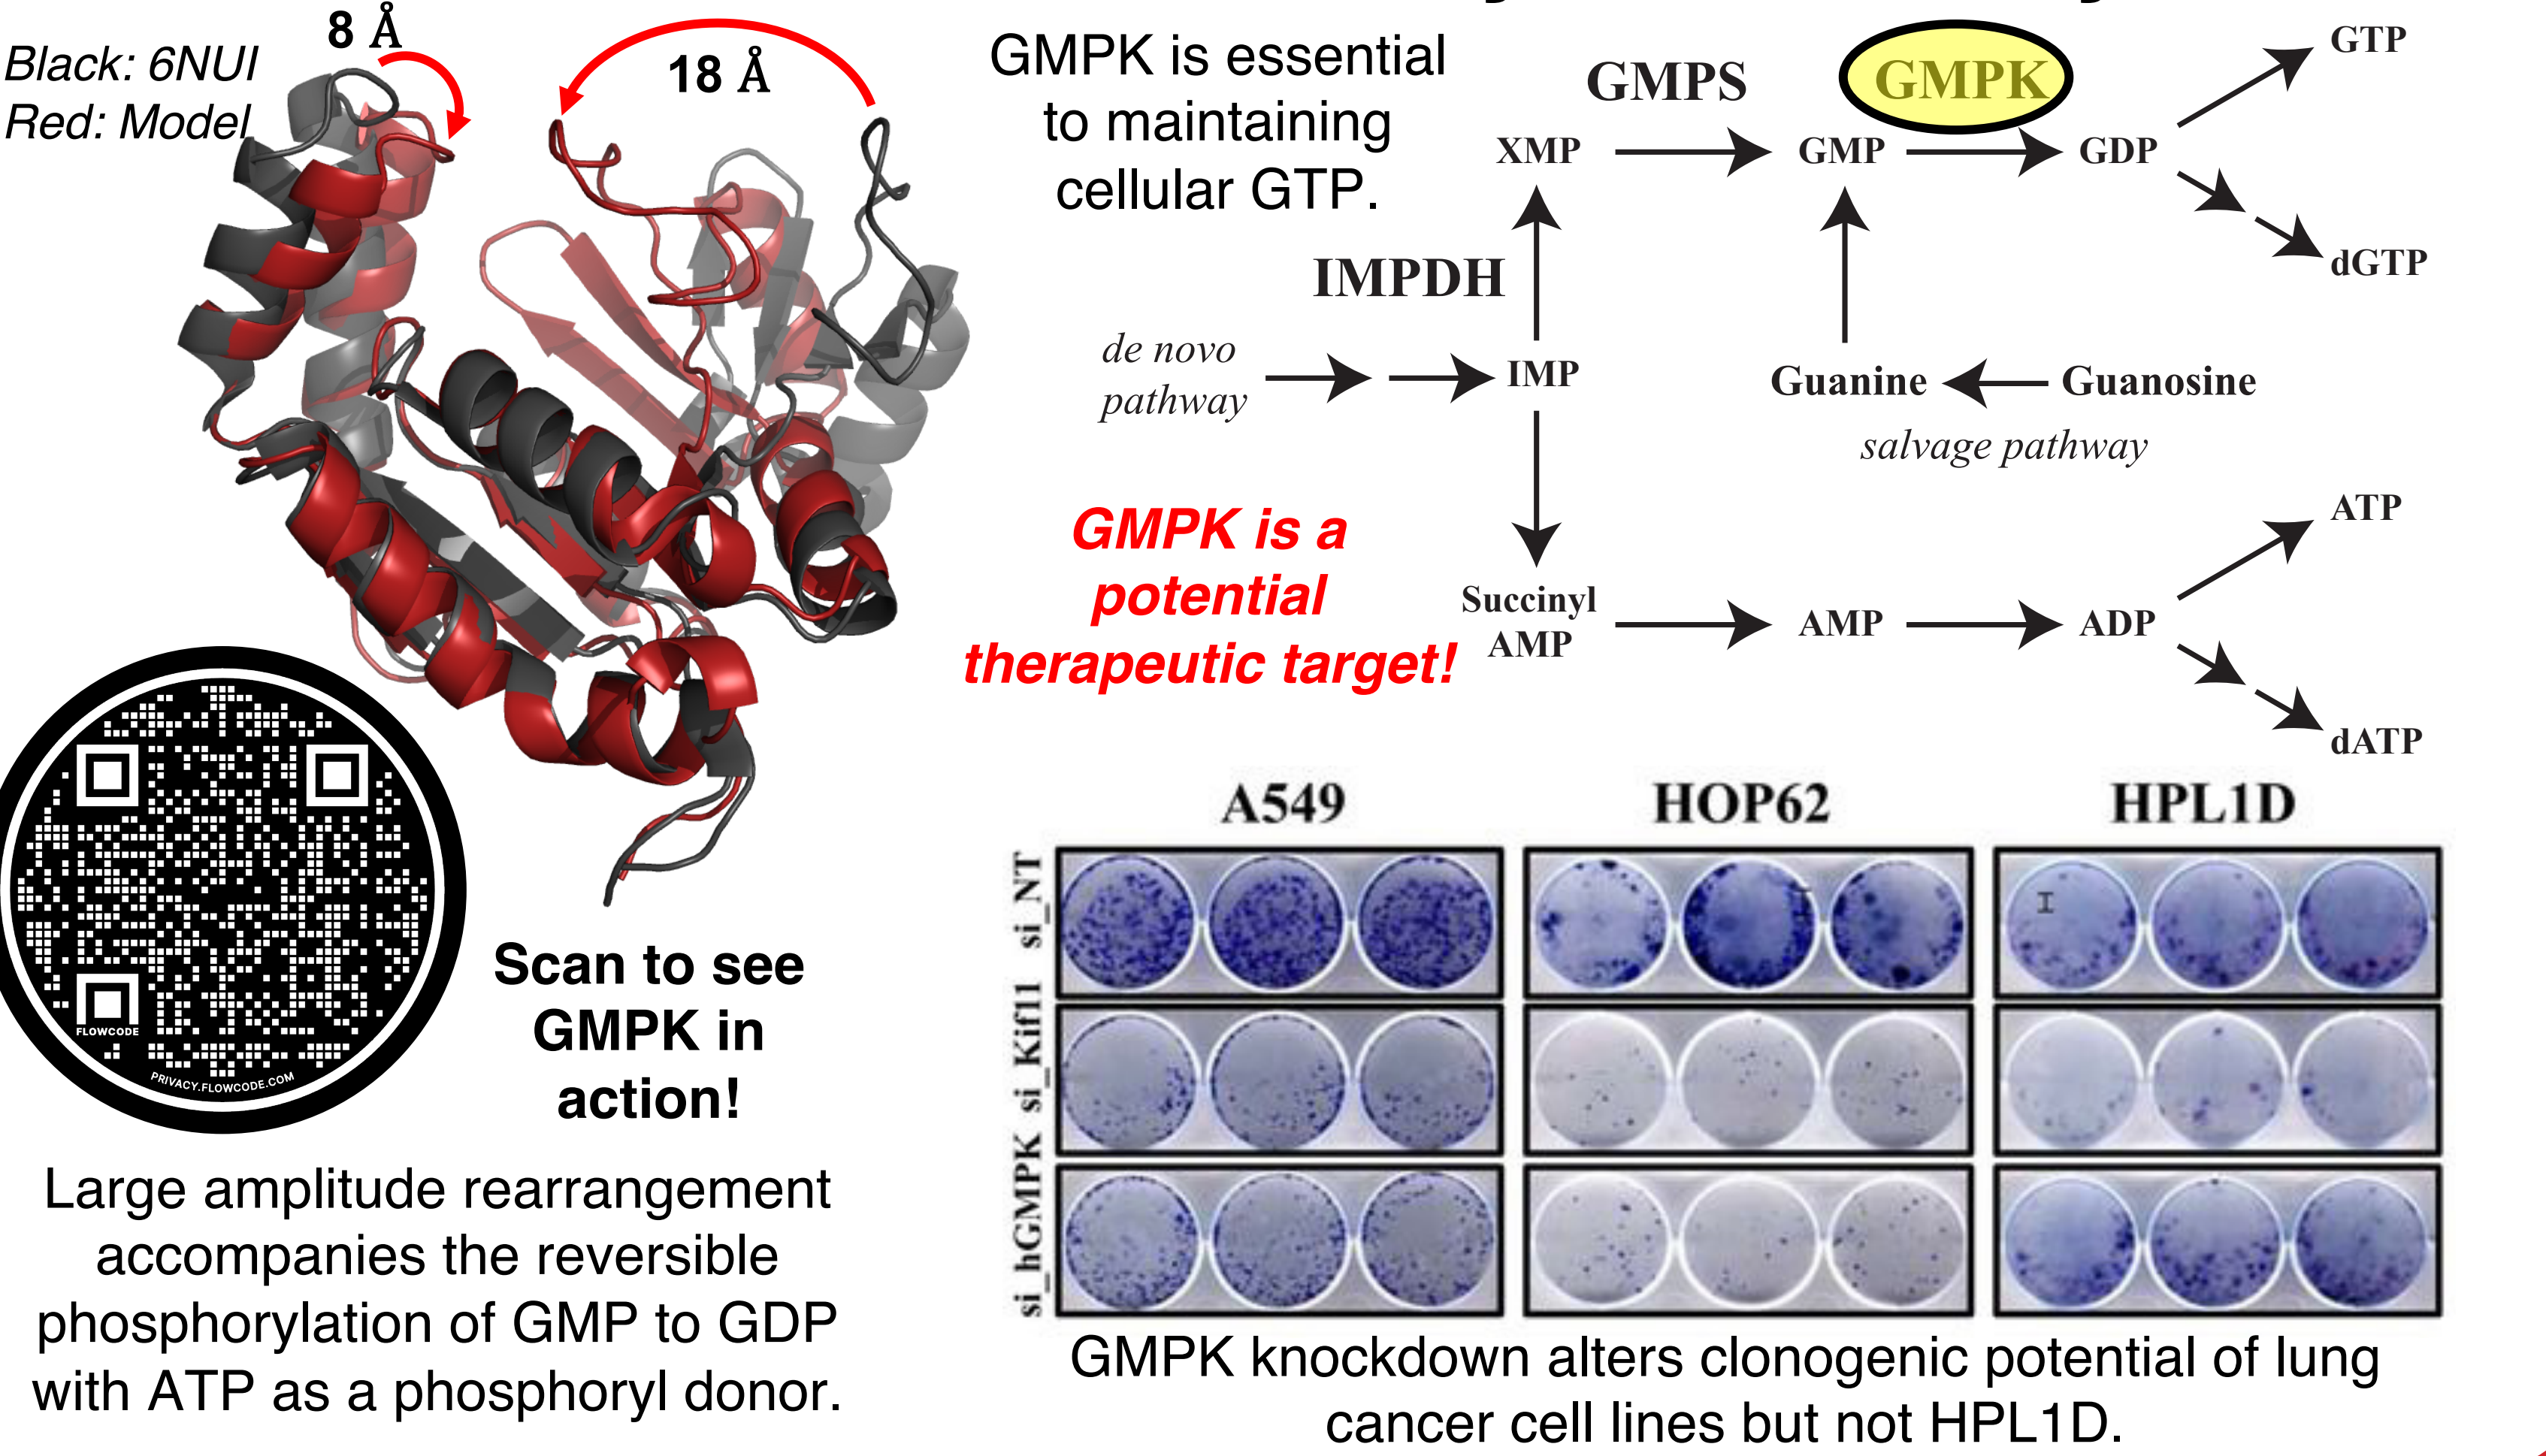 Black: 6NUI
Red: Model
8 Å
18 Å
GMPK is essential
to maintaining
cellular GTP.
GMPS
GMPK
GTP
XMP
GMP
GDP
dGTP
IMPDH
de novo
pathway
IMP
Guanine
Guanosine
salvage pathway
GMPK is a
potential
therapeutic target!
ATP
Succinyl
AMP
AMP
ADP
dATP
FLOWCODE
PRIVACY.FLOWCODE.COM
Scan to see
GMPK in
action!
Large amplitude rearrangement
accompanies the reversible
phosphorylation of GMP to GDP
with ATP as a phosphoryl donor.
A549
HOP62
HPL1D
si_NT
si_Kif11
si_hGMPK
GMPK knockdown alters clonogenic potential of lung
cancer cell lines but not HPL1D.